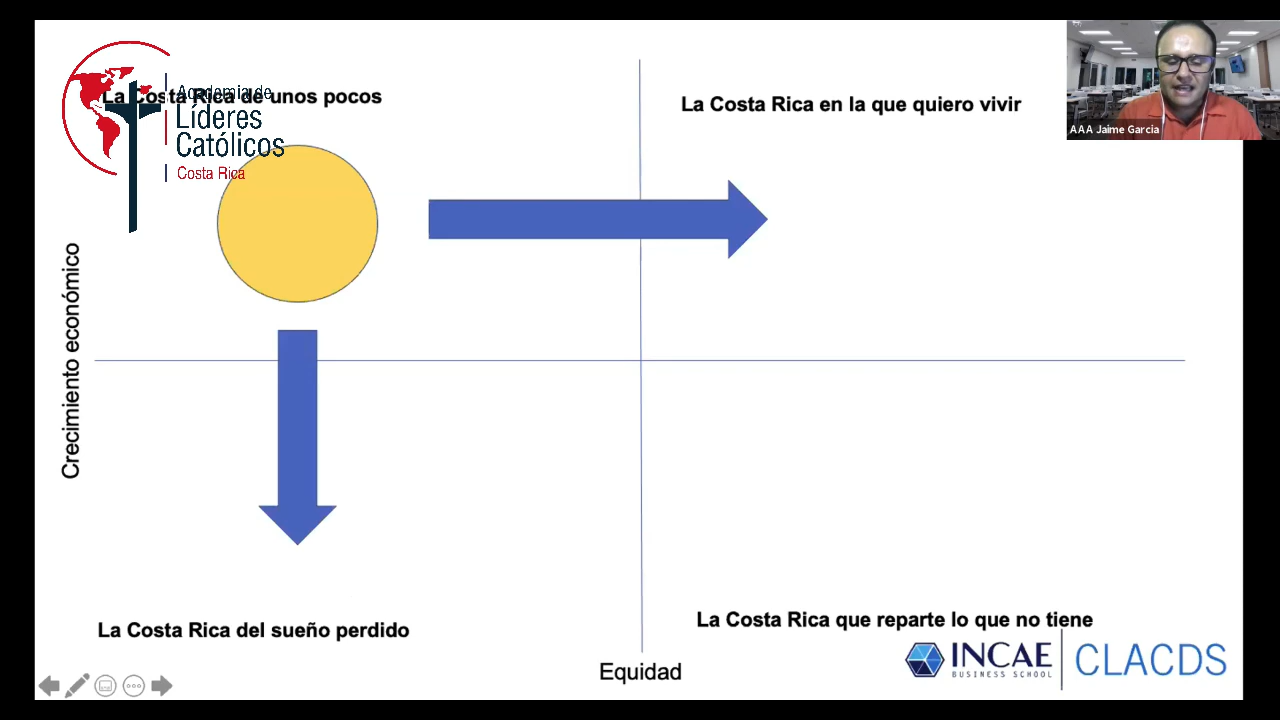 La Costa Rica de unos pocos
Academia de
Líderes
Católicos
Costa Rica
La Costa Rica en la que quiero vivir
AAA Jaime Garcia
Crecimiento económico
La Costa Rica del sueño perdido
La Costa Rica que reparte lo que no tiene
Equidad
INCAE
BUSINESS SCHOOL
CLACDS